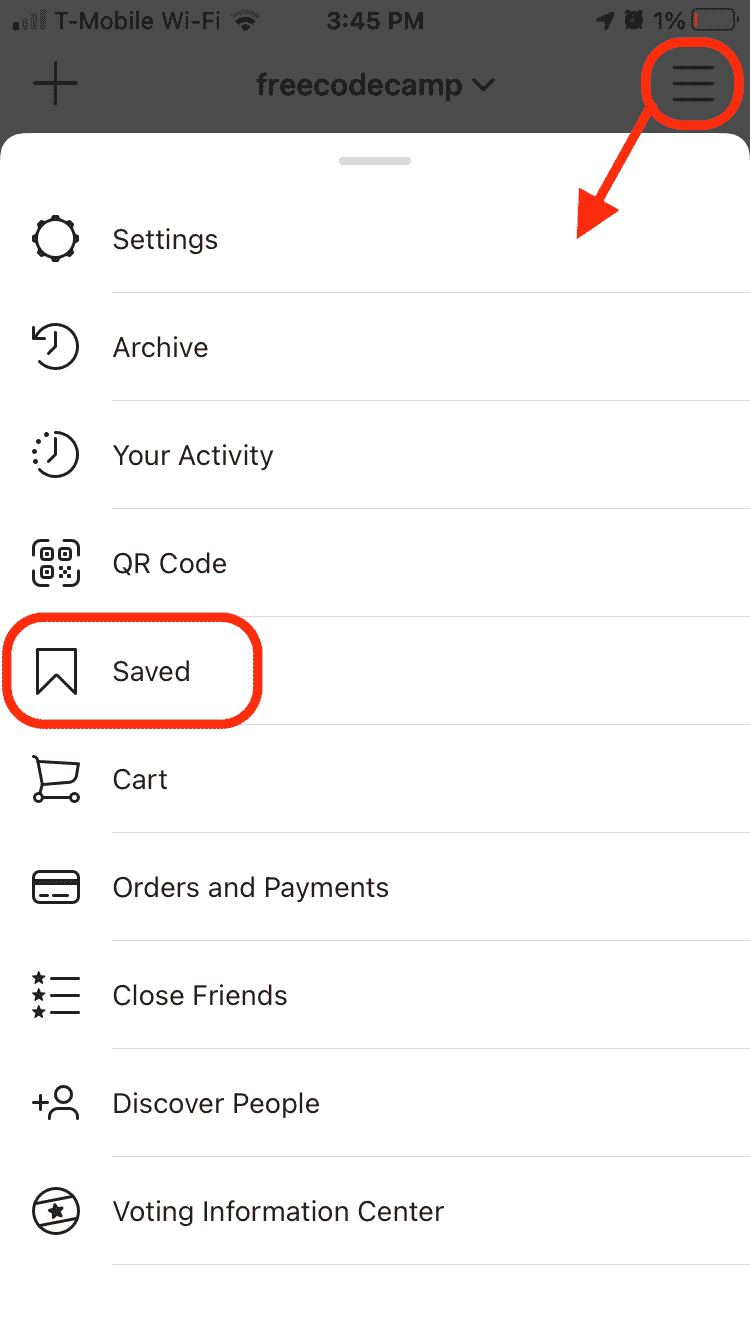 T-Mobile Wi-Fi 3:45 PM 1%
freecodecamp
Settings
Archive
Your Activity
QR Code
Saved
Cart
Orders and Payments
Close Friends
Discover People
Voting Information Center